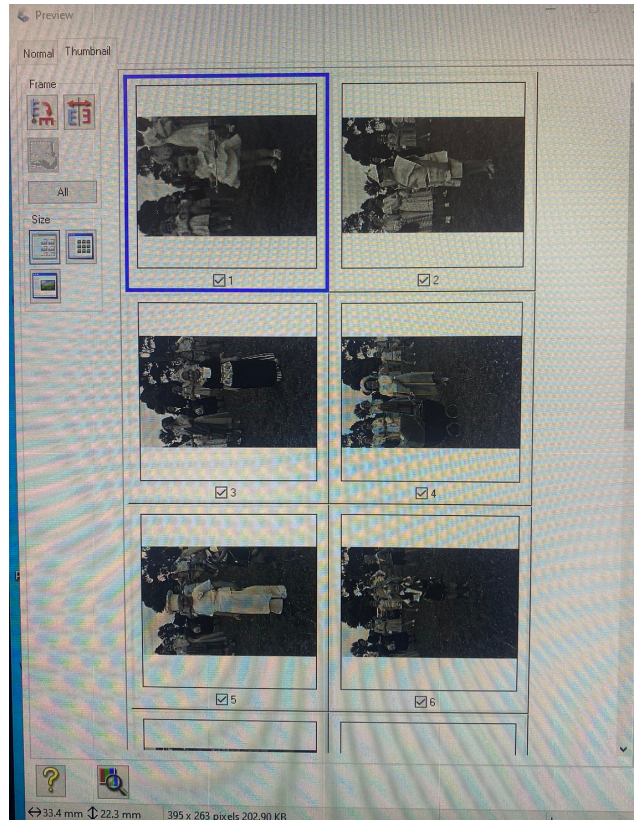 Preview
Normal Thumbnail
Frame
All
Size
1
2
3
4
5
6
33.4 mm 22.3 mm 395 x 263 pixels 202.90 KB